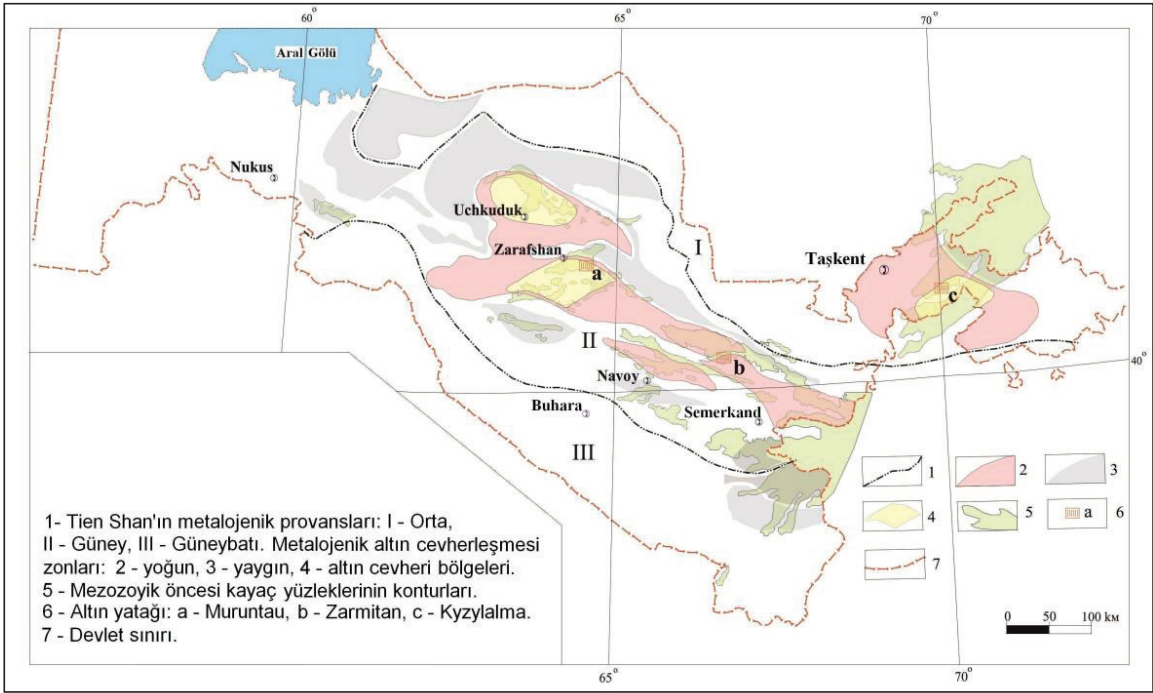 60°
65°
70°
Aral Gölü
Nukus
Uchkuduk
Zarafshan
a
I
Taşkent
c
II
40°
b
Navoy
Buhara
Semerkand
III
1
2
3
4
5
a 6
7
1- Tien Shan'ın metalojenik provansları: I - Orta,
II - Güney, III - Güneybatı. Metalojenik altın cevherleşmesi
zonları: 2 - yoğun, 3 - yaygın, 4 - altın cevheri bölgeleri.
5 - Mezozoyik öncesi kayaç yüzleklerinin konturları.
6 - Altın yatağı: a - Muruntau, b - Zarmitan, c - Kyzylalma.
7 - Devlet sınırı.
0 50 100 км
65°
70°